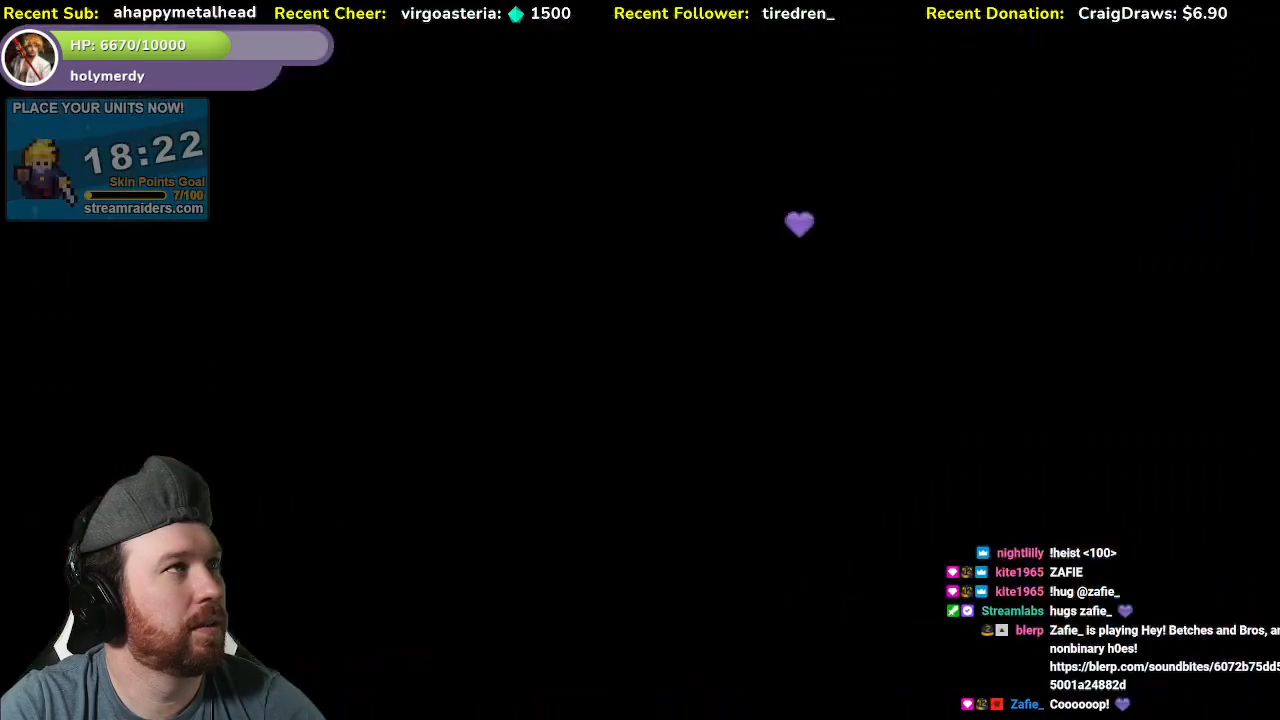 Recent Sub: ahappymetalhead Recent Cheer: virgoasteria: 1500 Recent Follower: tiredren_ Recent Donation: CraigDraws: $6.90
HP: 6670/10000
holymerdy
PLACE YOUR UNITS NOW!
18:22
Skin Points Goal
7/100
streamraiders.com
nightliily !heist <100>
kite1965 ZAFIE
kite1965 !hug @zafie_
Streamlabs hugs zafie_
blerp Zafie_ is playing Hey! Betches and Bros, and
nonbinary h0es!
https://blerp.com/soundbites/6072b75dd5
5001a24882d
Zafie_ Coooooop!